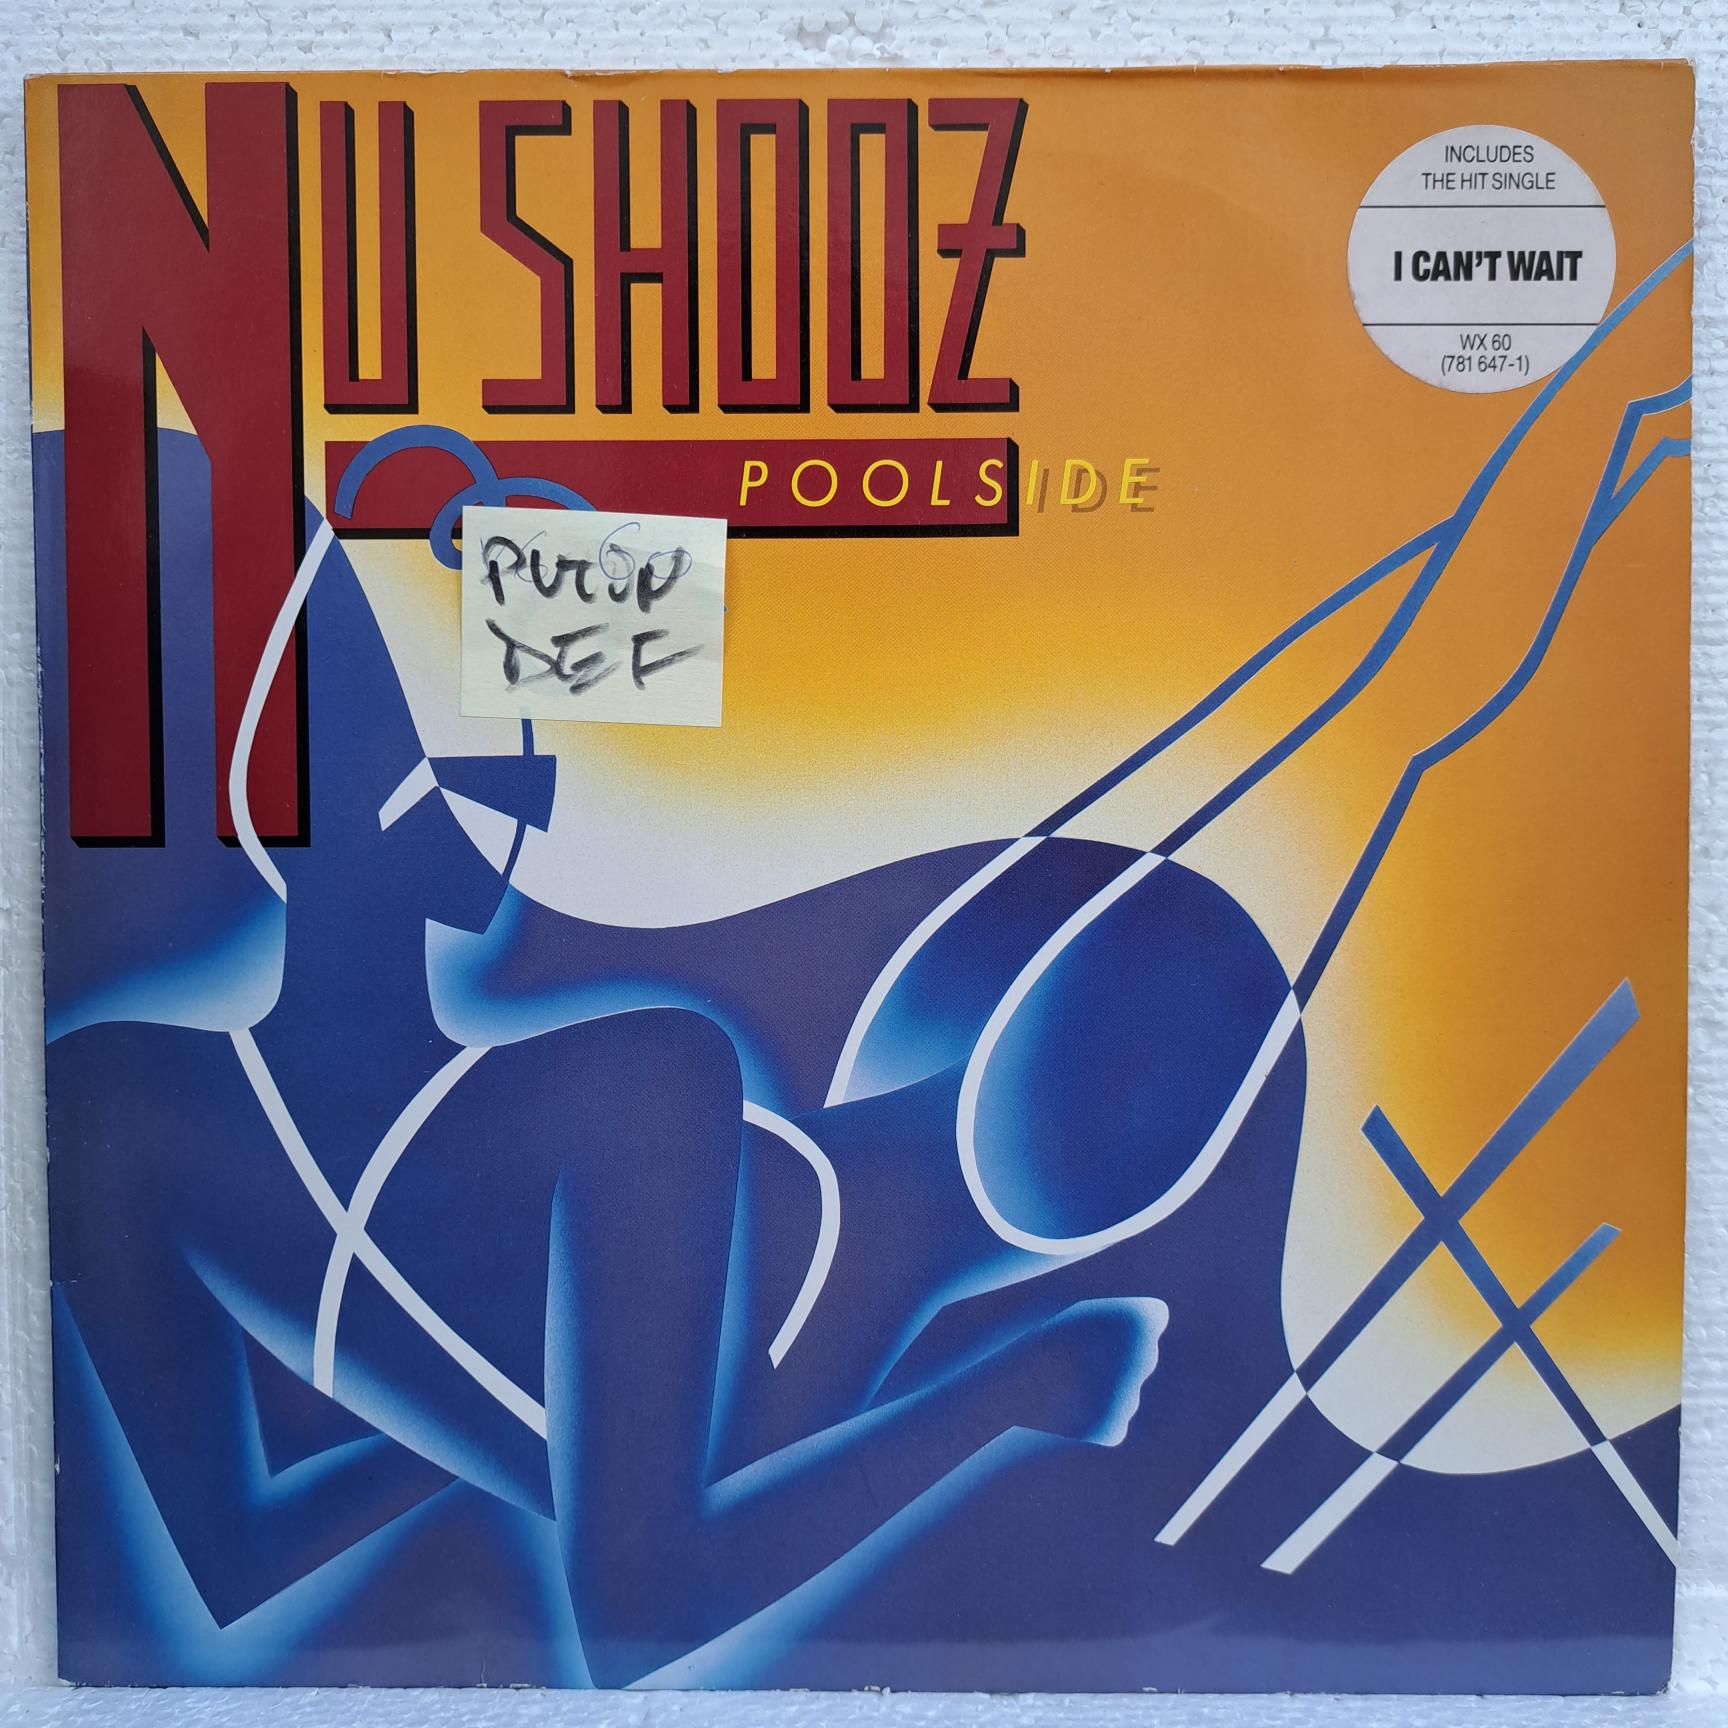 NU SHOOZ
POOLSIDE
INCLUDES
THE HIT SINGLE
I CAN'T WAIT
WX 60
(781 647-1)
DEF